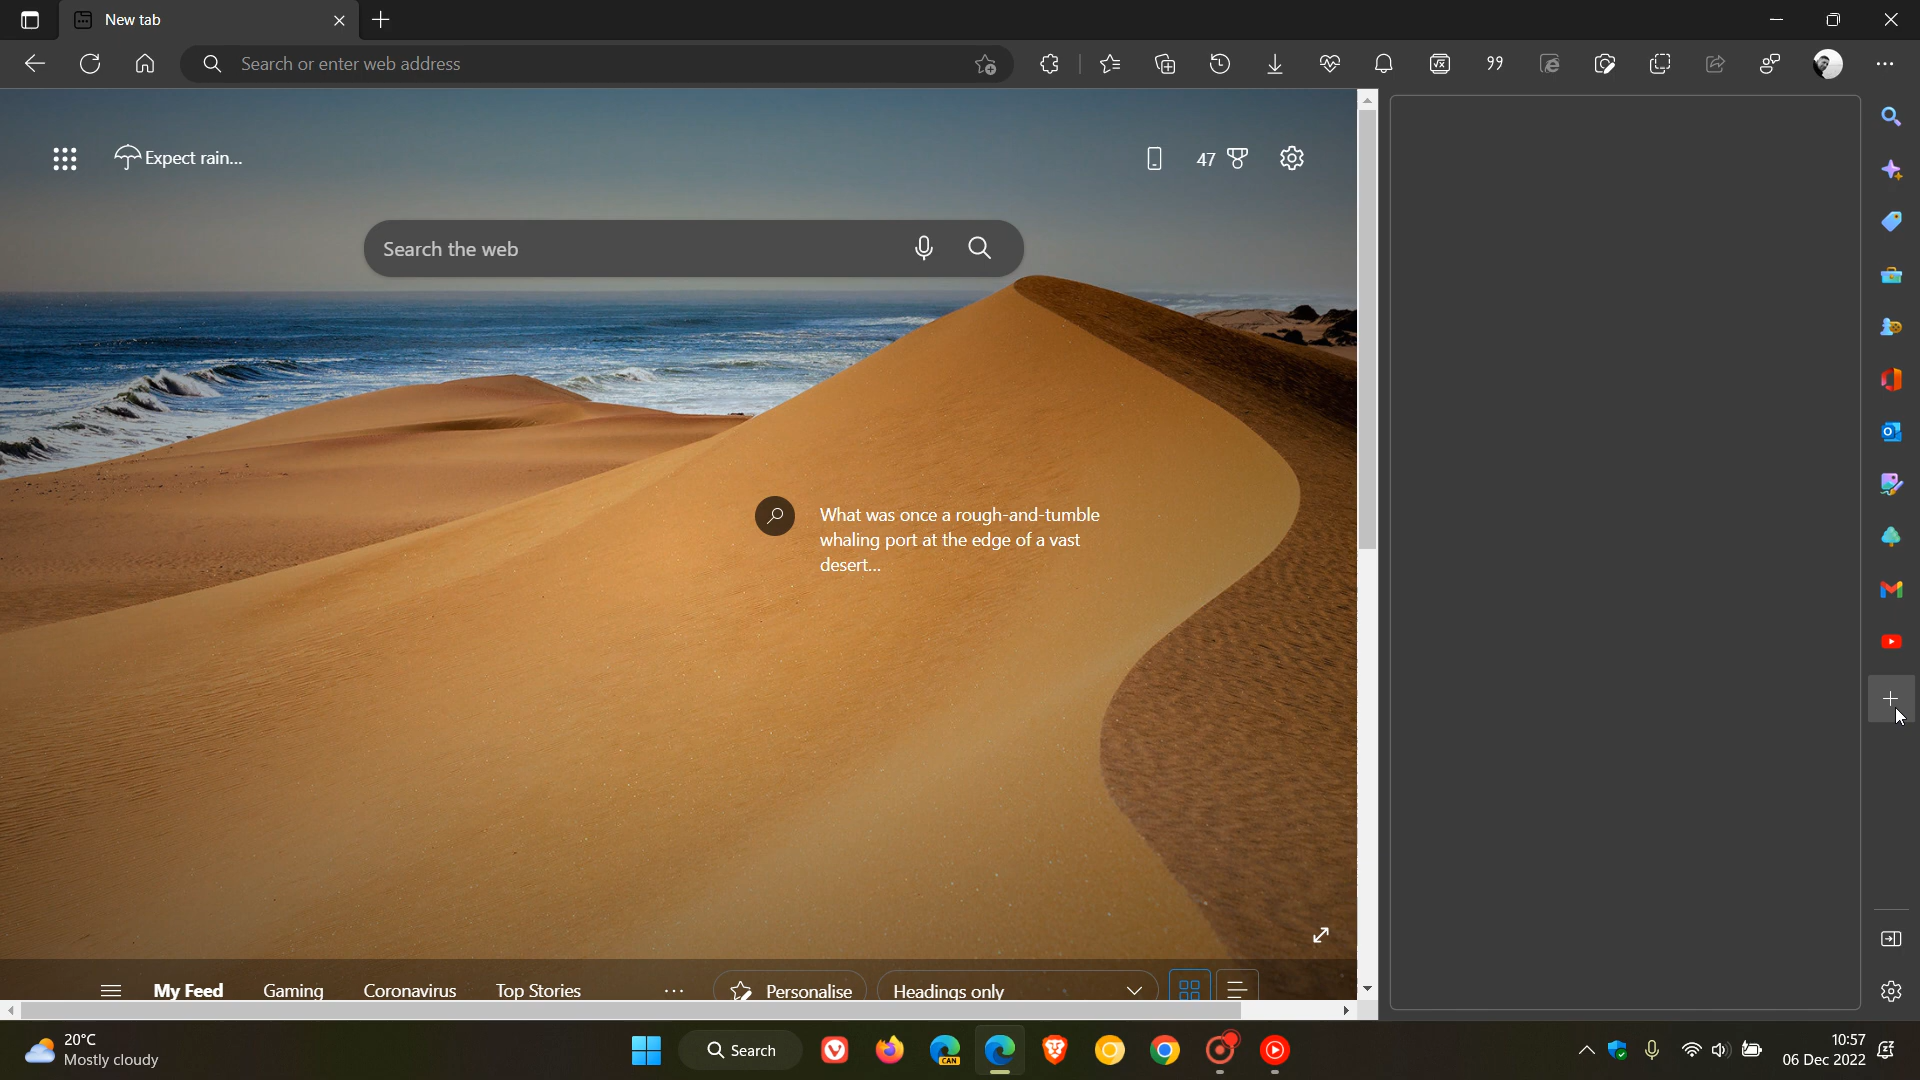 New tab
Search or enter web address
Expect rain...
47
Search the web
What was once a rough-and-tumble
whaling port at the edge of a vast
desert...
My Feed
Gaming
Coronavirus
Top Stories
Personalise
Headings only
20°C
Mostly cloudy
Search
CAN
10:57
06 Dec 2022